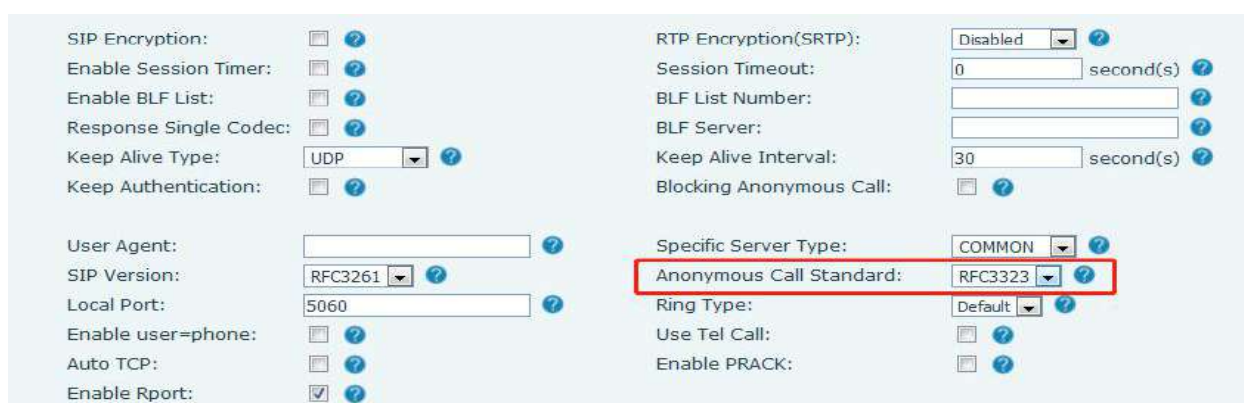 SIP Encryption: RTP Encryption(SRTP): Disabled
Enable Session Timer: Session Timeout: 0 second(s)
Enable BLF List: BLF List Number:
Response Single Codec: BLF Server:
Keep Alive Type: UDP Keep Alive Interval: 30 second(s)
Keep Authentication: Blocking Anonymous Call:
User Agent: Specific Server Type: COMMON
SIP Version: RFC3261 Anonymous Call Standard: RFC3323
Local Port: 5060 Ring Type: Default
Enable user=phone: Use Tel Call:
Auto TCP: Enable PRACK:
Enable Rport: